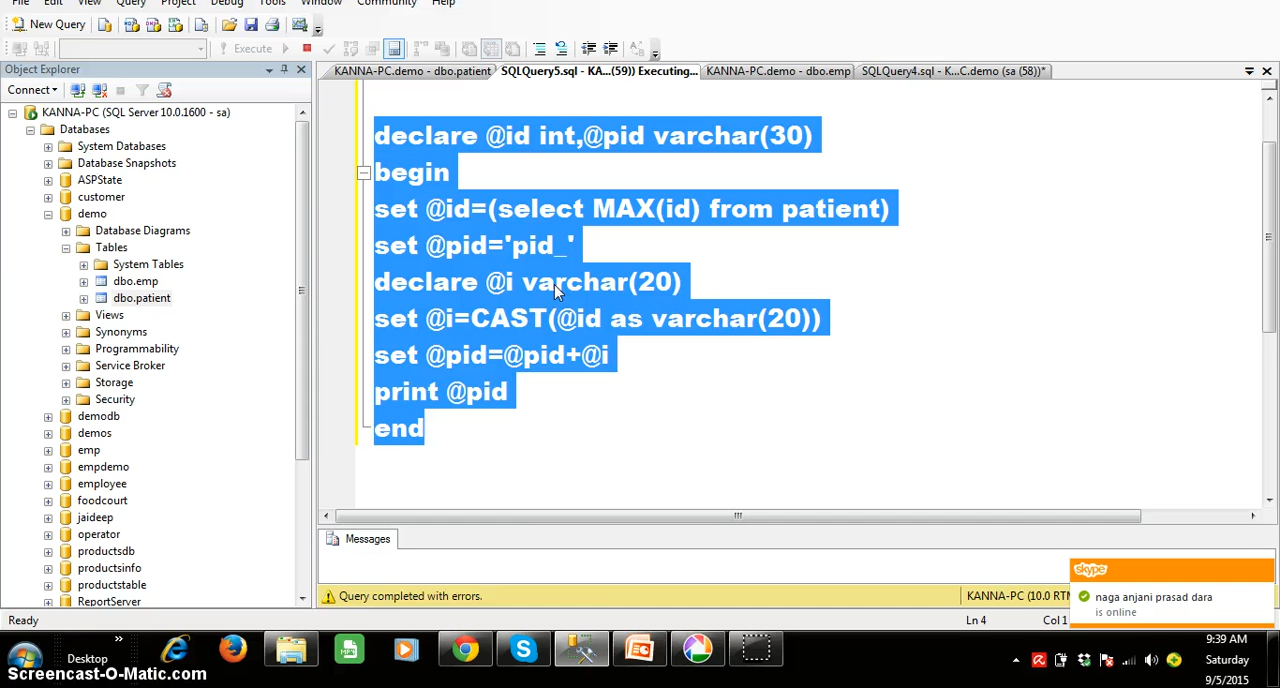 File Edit View Query Project Debug Tools Window Community Help
New Query
Execute
Object Explorer
KANNA-PC.demo - dbo.patient SQLQuery5.sql - KA...(59)) Executing... KANNA-PC.demo - dbo.emp SQLQuery4.sql - K...C.demo (sa (58))*
Connect
KANNA-PC (SQL Server 10.0.1600 - sa)
Databases
System Databases
Database Snapshots
ASPState
customer
demo
Database Diagrams
Tables
System Tables
dbo.emp
dbo.patient
Views
Synonyms
Programmability
Service Broker
Storage
Security
demodb
demos
emp
empdemo
employee
foodcourt
jaideep
operator
productsdb
productsinfo
productstable
ReportServer
declare @id int,@pid varchar(30)
begin
set @id=(select MAX(id) from patient)
set @pid='pid_'
declare @i varchar(20)
set @i=CAST(@id as varchar(20))
set @pid=@pid+@i
print @pid
end
Messages
Query completed with errors.
KANNA-PC (10.0 RTM
skype
naga anjani prasad dara
is online
Ready
Ln 4
Col 1
Desktop
9:39 AM
Saturday
9/5/2015
Screencast-O-Matic.com